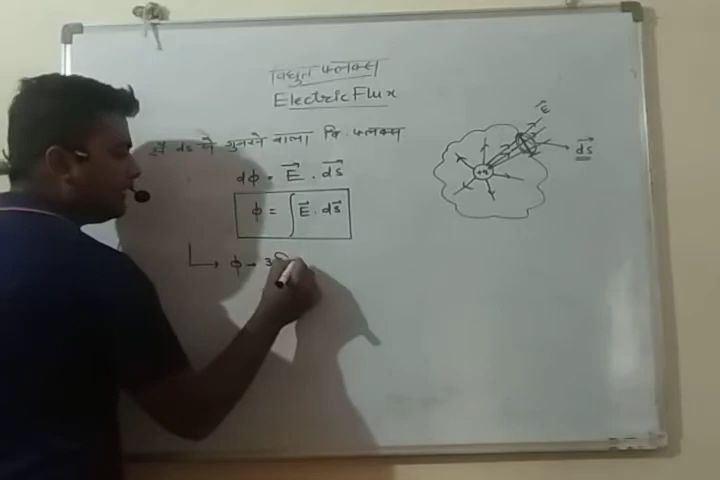 विद्युत फ्लक्स
Electric Flux
ds से गुजरने वाला वि. फ्लक्स
dφ = E⃗ . ds⃗
φ = ∫ E⃗ . ds⃗
φ →
E⃗
ds⃗
+q